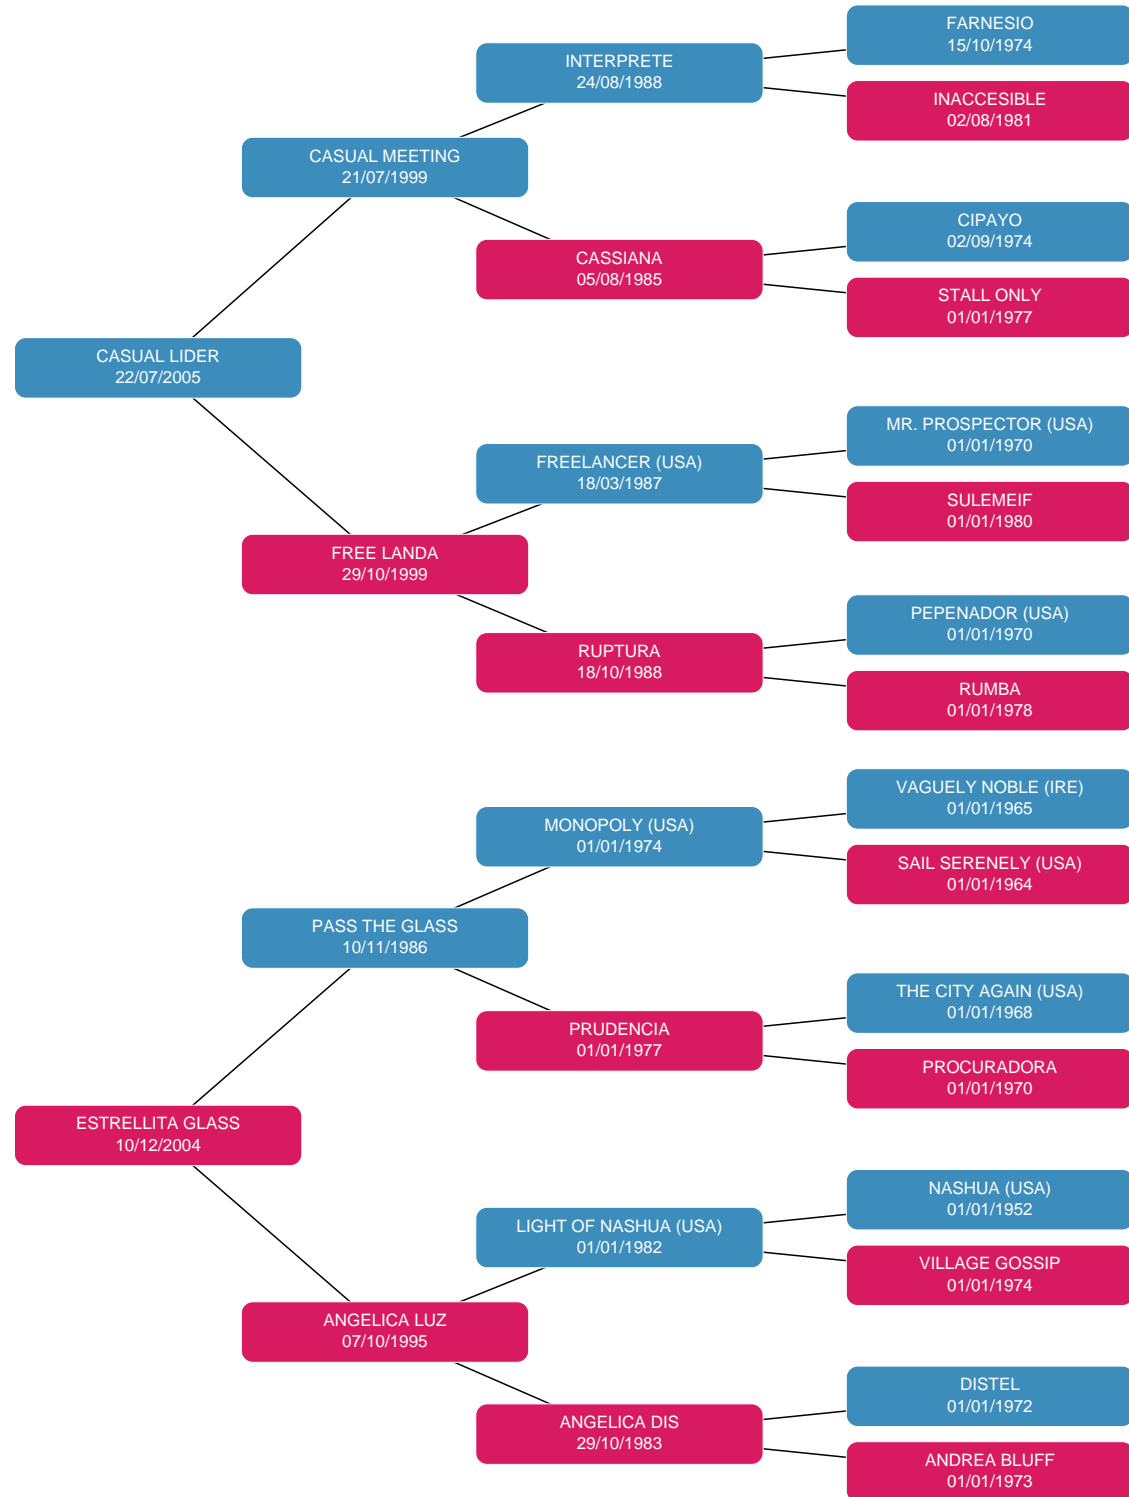 FARNESIO
15/10/1974
INTERPRETE
24/08/1988
INACCESIBLE
02/08/1981
CASUAL MEETING
21/07/1999
CIPAYO
02/09/1974
CASSIANA
05/08/1985
STALL ONLY
01/01/1977
CASUAL LIDER
22/07/2005
MR. PROSPECTOR (USA)
01/01/1970
FREELANCER (USA)
18/03/1987
SULEMEIF
01/01/1980
FREE LANDA
29/10/1999
PEPENADOR (USA)
01/01/1970
RUPTURA
18/10/1988
RUMBA
01/01/1978
VAGUELY NOBLE (IRE)
01/01/1965
MONOPOLY (USA)
01/01/1974
SAIL SERENELY (USA)
01/01/1964
PASS THE GLASS
10/11/1986
THE CITY AGAIN (USA)
01/01/1968
PRUDENCIA
01/01/1977
PROCURADORA
01/01/1970
ESTRELLITA GLASS
10/12/2004
NASHUA (USA)
01/01/1952
LIGHT OF NASHUA (USA)
01/01/1982
VILLAGE GOSSIP
01/01/1974
ANGELICA LUZ
07/10/1995
DISTEL
01/01/1972
ANGELICA DIS
29/10/1983
ANDREA BLUFF
01/01/1973